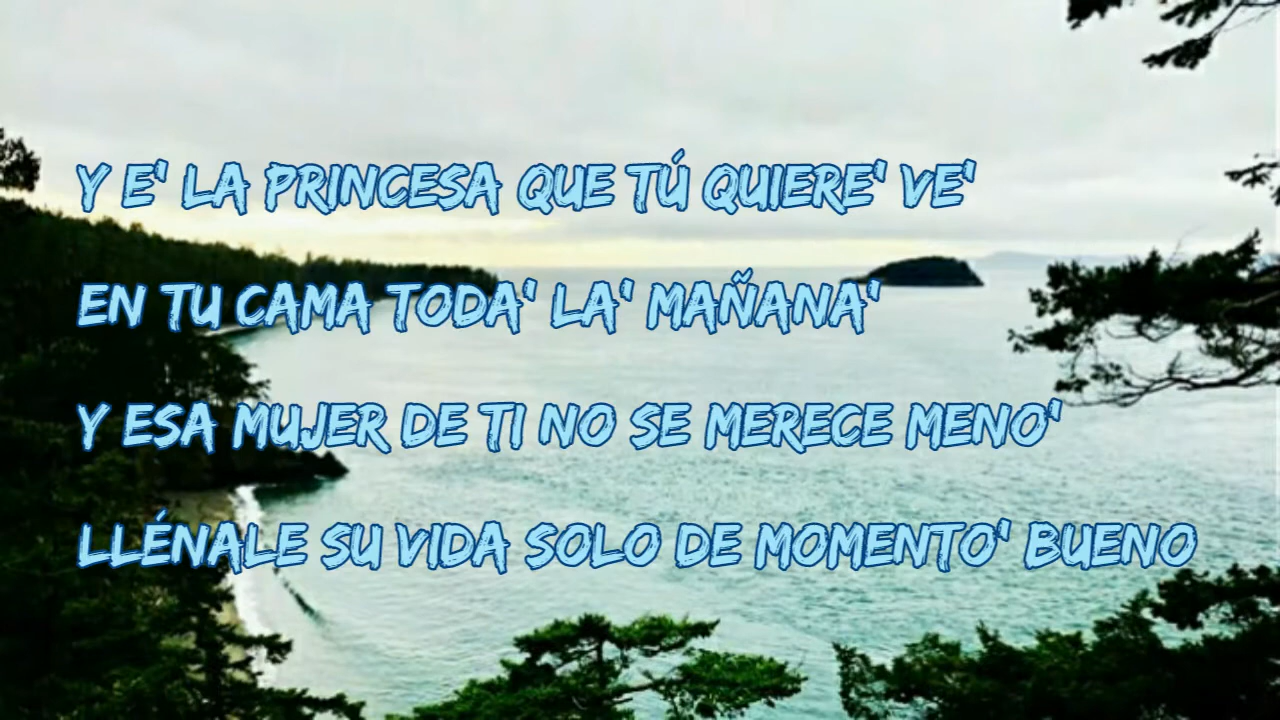 Y E' LA PRINCESA QUE TÚ QUIERE' VE'
EN TU CAMA TODA' LA' MAÑANA'
Y ESA MUJER DE TI NO SE MERECE MENO'
LLÉNALE SU VIDA SOLO DE MOMENTO' BUENO